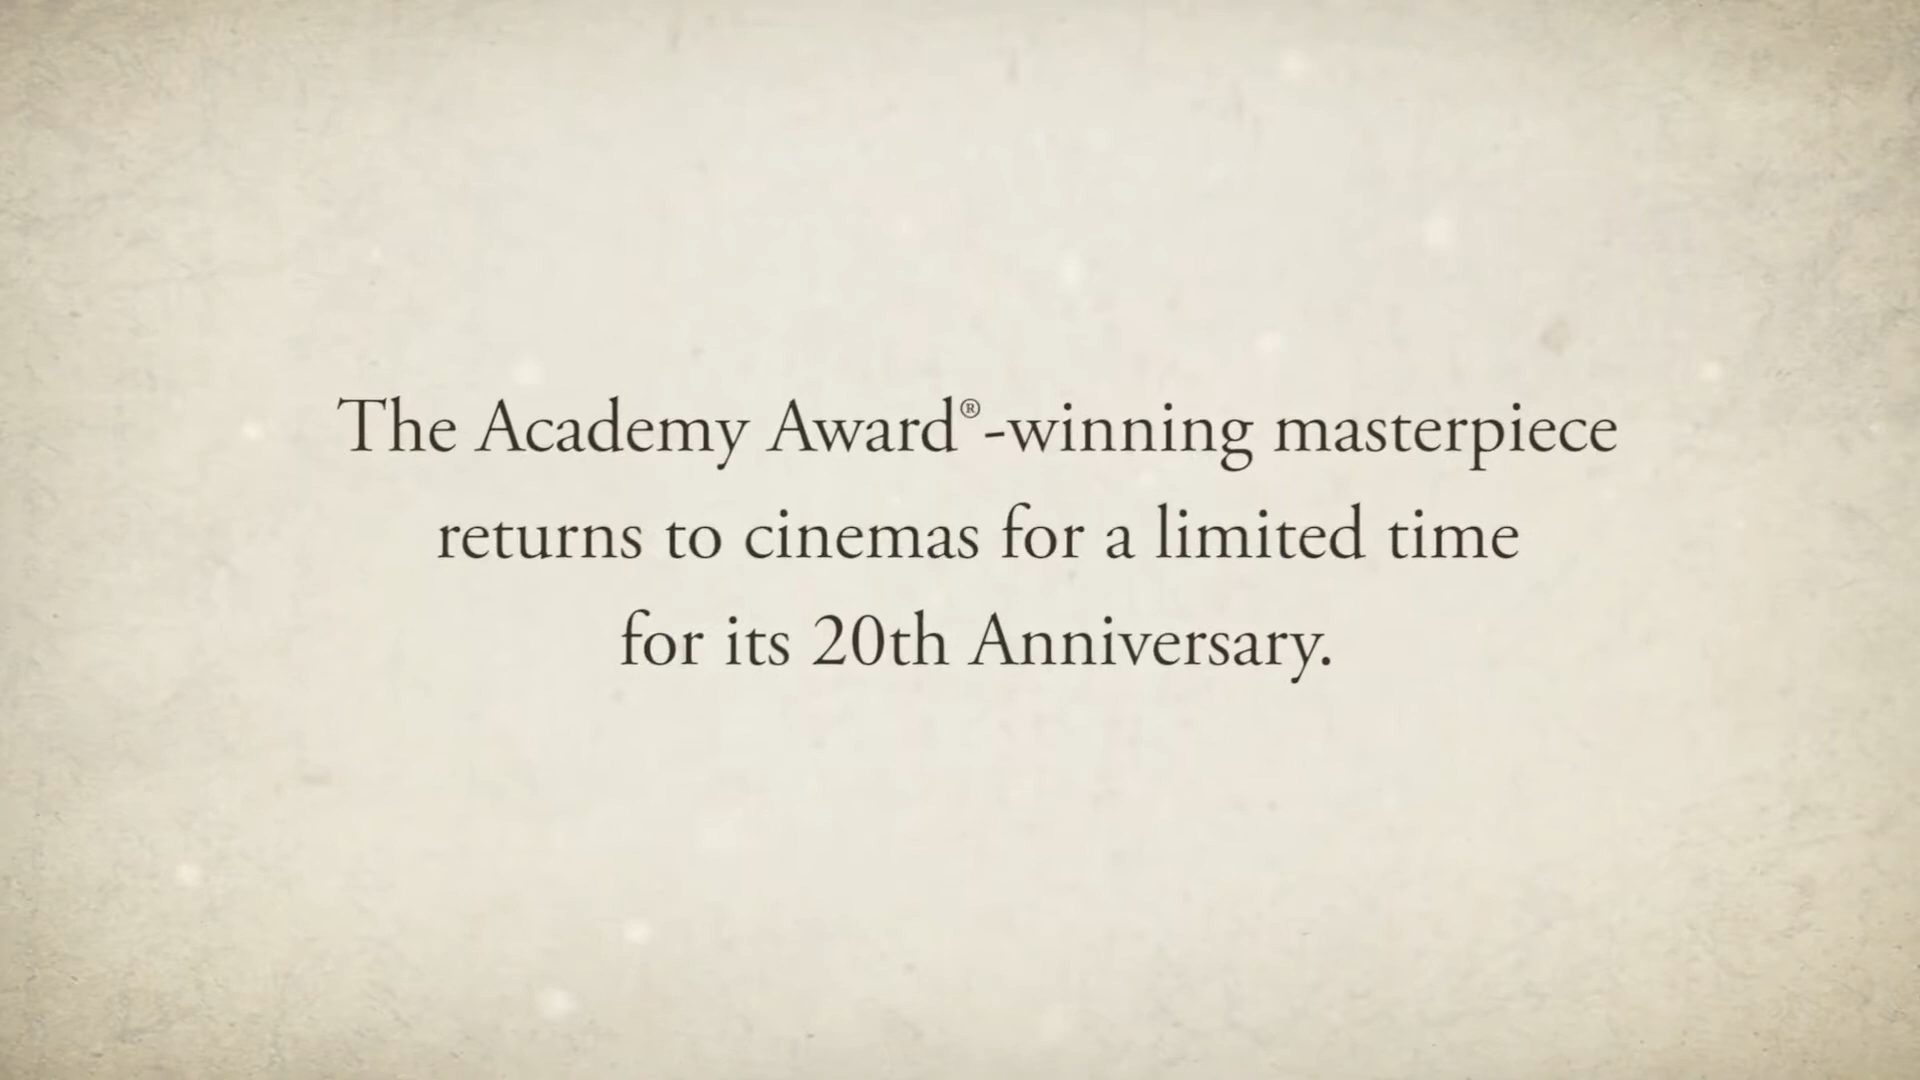 The Academy Award®-winning masterpiece
returns to cinemas for a limited time
for its 20th Anniversary.